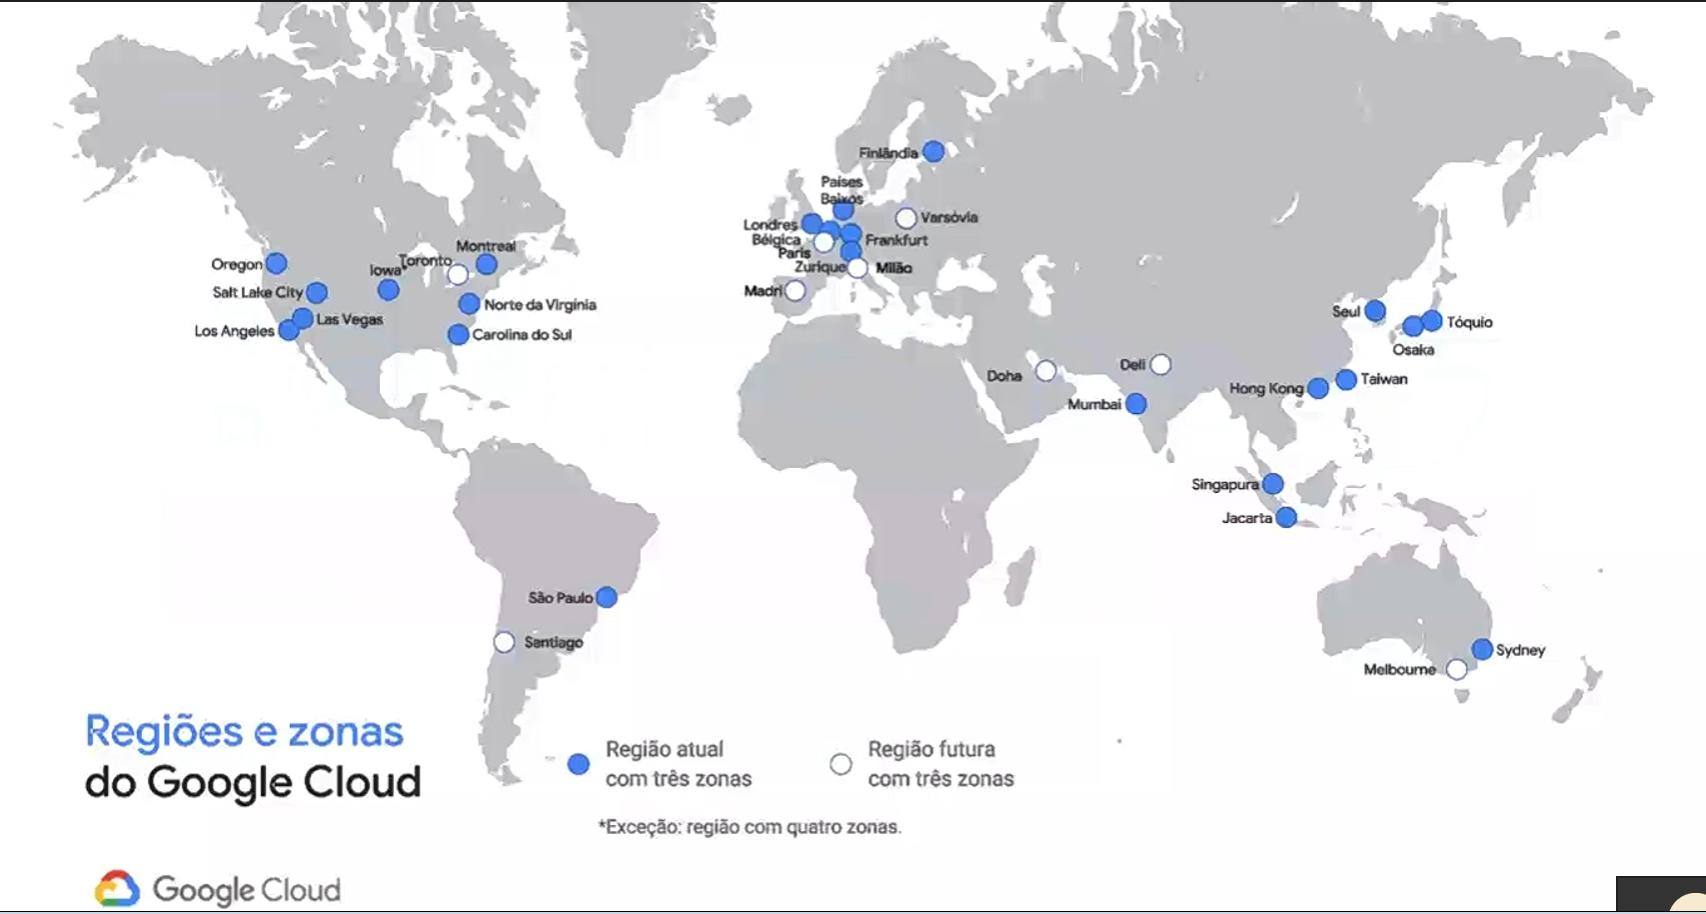 Finlândia
Países
Baixos
Londres
Varsóvia
Bélgica
Frankfurt
Paris
Zurique
Milão
Madri
Montreal
Toronto
Oregon
Iowa*
Salt Lake City
Norte da Virgínia
Las Vegas
Los Angeles
Carolina do Sul
Seul
Tóquio
Osaka
Doha
Deli
Taiwan
Hong Kong
Mumbai
Singapura
Jacarta
São Paulo
Santiago
Sydney
Melbourne
Regiões e zonas
do Google Cloud
Região atual
com três zonas
Região futura
com três zonas
*Exceção: região com quatro zonas.
Google Cloud